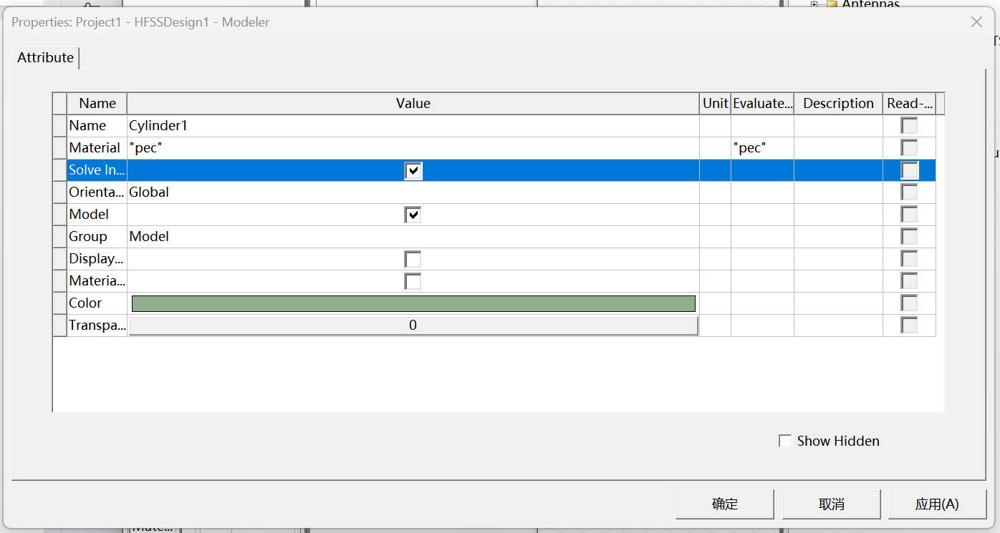 Antennas
Properties: Project1 - HFSSDesign1 - Modeler
Attribute
Name Value Unit Evaluate... Description Read-...
Name Cylinder1
Material "pec" "pec"
Solve In...
Orienta... Global
Model
Group Model
Display...
Materia...
Color
Transpa... 0
Show Hidden
确定 取消 应用(A)